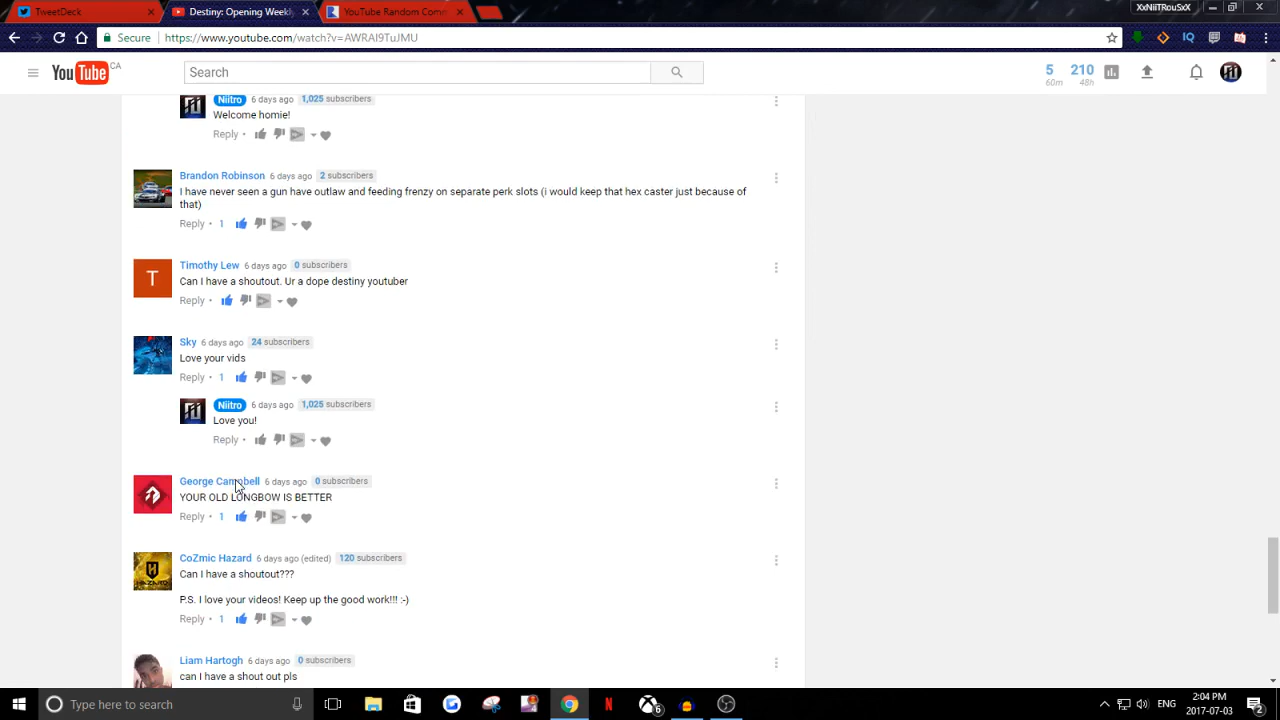 TweetDeck
Destiny: Opening Weekly
YouTube Random Comm
XxNiiTRouSxX
Secure
https://www.youtube.com/watch?v=AWRAI9TuJMU
YouTube CA
Search
5 60m
210 48h
Niitro 6 days ago 1,025 subscribers
Welcome homie!
Reply •
Brandon Robinson 6 days ago 2 subscribers
I have never seen a gun have outlaw and feeding frenzy on separate perk slots (i would keep that hex caster just because of
that)
Reply • 1
Timothy Lew 6 days ago 0 subscribers
T
Can I have a shoutout. Ur a dope destiny youtuber
Reply •
Sky 6 days ago 24 subscribers
Love your vids
Reply • 1
Niitro 6 days ago 1,025 subscribers
Love you!
Reply •
George Campbell 6 days ago 0 subscribers
YOUR OLD LONGBOW IS BETTER
Reply • 1
CoZmic Hazard 6 days ago (edited) 120 subscribers
Can I have a shoutout???
P.S. I love your videos! Keep up the good work!!! :-)
Reply • 1
Liam Hartogh 6 days ago 0 subscribers
can I have a shout out pls
Type here to search
ENG
2:04 PM
2017-07-03